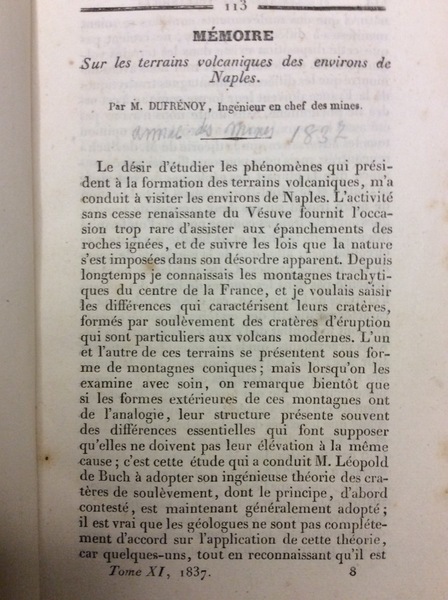 113
MÉMOIRE
Sur les terrains volcaniques des environs de
Naples.
Par M. DUFRÉNOY, Ingénieur en chef des mines.
annal des Mines 1837
Le désir d'étudier les phénomènes qui prési-
dent à la formation des terrains volcaniques, m'a
conduit à visiter les environs de Naples. L'activité
sans cesse renaissante du Vésuve fournit l'occa-
sion trop rare d'assister aux épanchements des
roches ignées, et de suivre les lois que la nature
s'est imposées dans son désordre apparent. Depuis
longtemps je connaissais les montagnes trachyti-
ques du centre de la France, et je voulais saisir
les différences qui caractérisent leurs cratères,
formés par soulèvement des cratères d'éruption
qui sont particuliers aux volcans modernes. L'un
et l'autre de ces terrains se présentent sous for-
me de montagnes coniques; mais lorsqu'on les
examine avec soin, on remarque bientôt que
si les formes extérieures de ces montagnes ont
de l'analogie, leur structure présente souvent
des différences essentielles qui font supposer
qu'elles ne doivent pas leur élévation à la même
cause; c'est cette étude qui a conduit M. Léopold
de Buch à adopter son ingénieuse théorie des cra-
tères de soulèvement, dont le principe, d'abord
contesté, est maintenant généralement adopté;
il est vrai que les géologues ne sont pas complète-
ment d'accord sur l'application de cette théorie,
car quelques-uns, tout en reconnaissant qu'il est
Tome XI, 1837. 8